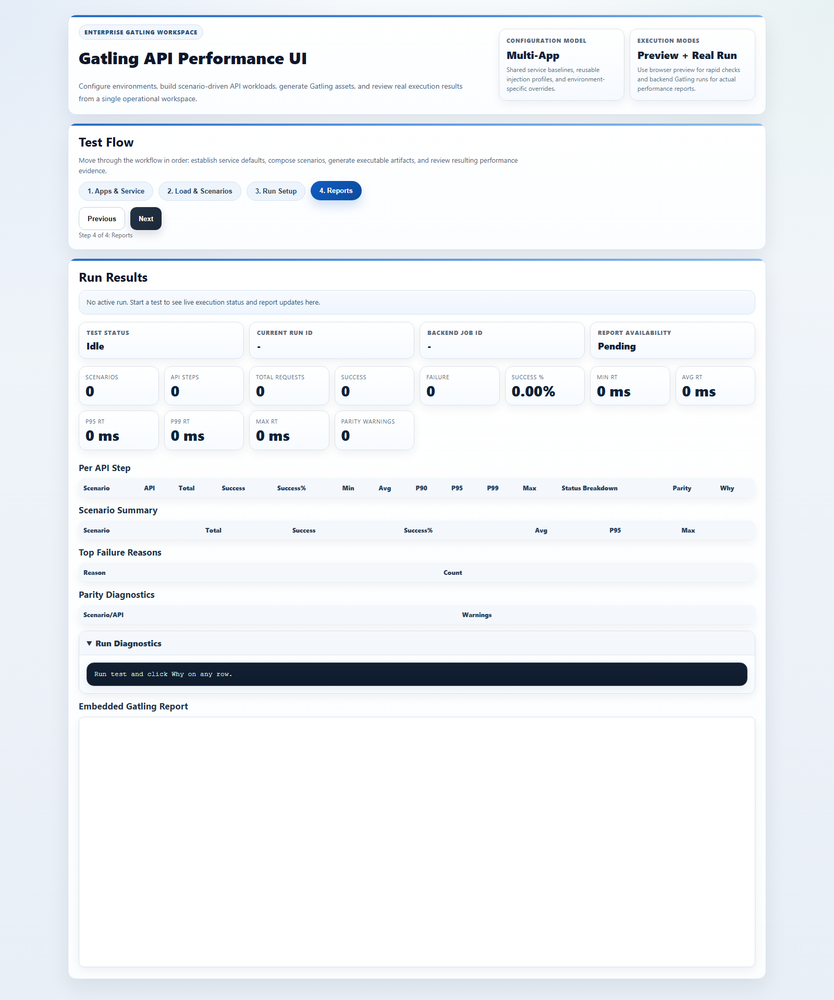 ENTERPRISE GATLING WORKSPACE
Gatling API Performance UI
Configure environments, build scenario-driven API workloads, generate Gatling assets, and review real execution results
from a single operational workspace.
CONFIGURATION MODEL
Multi-App
Shared service baselines, reusable
injection profiles, and environment-
specific overrides.
EXECUTION MODES
Preview + Real Run
Use browser preview for rapid checks
and backend Gatling runs for actual
performance reports.
Test Flow
Move through the workflow in order: establish service defaults, compose scenarios, generate executable artifacts, and review resulting performance
evidence.
1. Apps & Service
2. Load & Scenarios
3. Run Setup
4. Reports
Previous
Next
Step 4 of 4: Reports
Run Results
No active run. Start a test to see live execution status and report updates here.
TEST STATUS
Idle
CURRENT RUN ID
-
BACKEND JOB ID
-
REPORT AVAILABILITY
Pending
SCENARIOS
0
API STEPS
0
TOTAL REQUESTS
0
SUCCESS
0
FAILURE
0
SUCCESS %
0.00%
MIN RT
0 ms
AVG RT
0 ms
P95 RT
0 ms
P99 RT
0 ms
MAX RT
0 ms
PARITY WARNINGS
0
Per API Step
Scenario API Total Success Success% Min Avg P90 P95 P99 Max Status Breakdown Parity Why
Scenario Summary
Scenario Total Success Success% Avg P95 Max
Top Failure Reasons
Reason Count
Parity Diagnostics
Scenario/API Warnings
▼ Run Diagnostics
Run test and click Why on any row.
Embedded Gatling Report